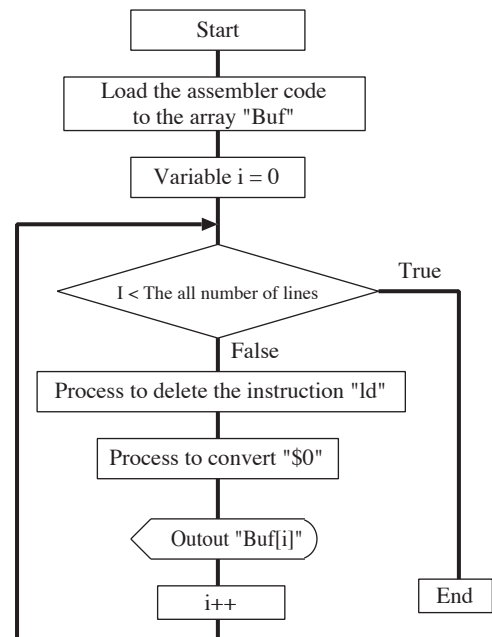 Start
Load the assembler code
to the array "Buf"
Variable i = 0
I < The all number of lines
True
False
Process to delete the instruction "ld"
Process to convert "$0"
Outout "Buf[i]"
i++
End